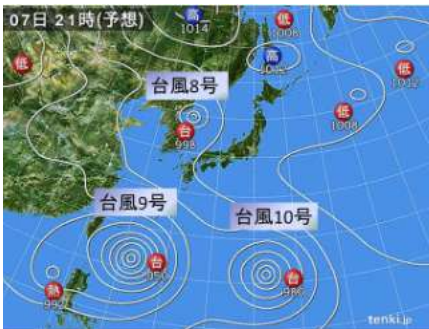 07日 21時(予想)
高
1014
低
1006
低
高
低
1012
台風8号
低
1008
台
998
台風9号
台風10号
台
熱
台
tenki.jp